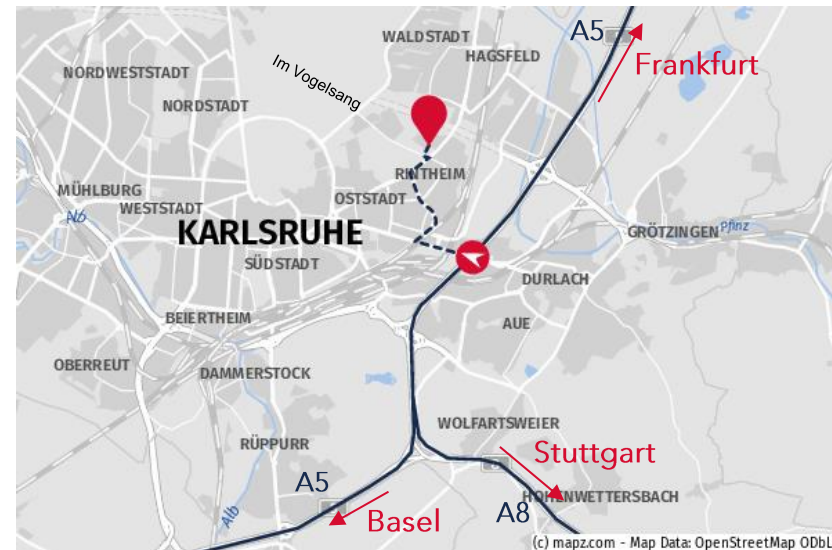 WALDSTADT
A5
HAGSFELD
Frankfurt
NORDWESTSTADT
Im Vogelsang
NORDSTADT
RINTHEIM
MÜHLBURG
OSTSTADT
WESTSTADT
Alb
KARLSRUHE
GRÖTZINGEN
Pfinz
SÜDSTADT
DURLACH
BEIERTHEIM
AUE
OBERREUT
DAMMERSTOCK
WOLFARTSWEIER
RÜPPURR
Stuttgart
A5
HOHENWETTERSBACH
Alb
Basel
A8
(c) mapz.com - Map Data: OpenStreetMap ODbL